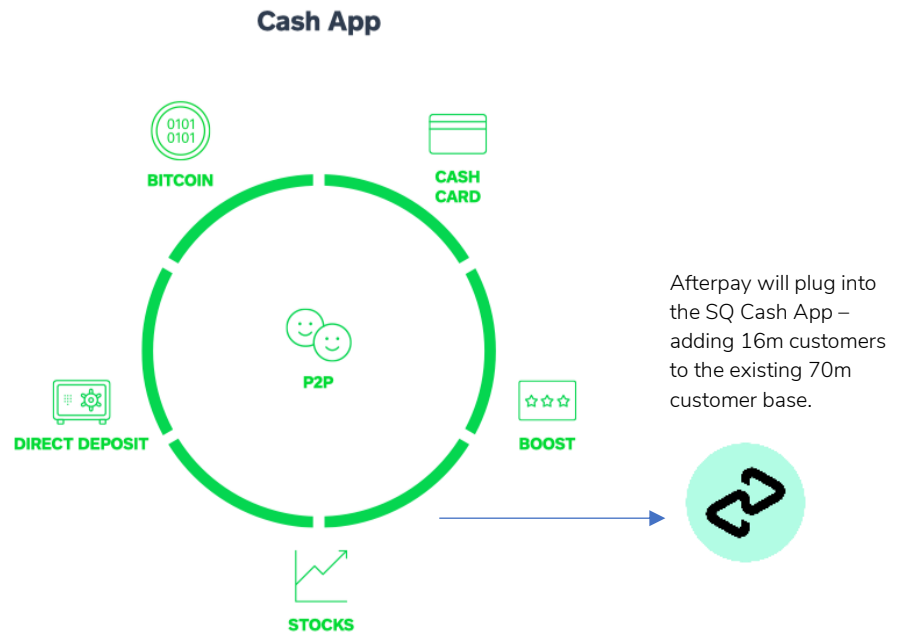 Cash App
0101
0101
BITCOIN
CASH
CARD
Afterpay will plug into
the SQ Cash App –
adding 16m customers
to the existing 70m
customer base.
P2P
DIRECT DEPOSIT
BOOST
STOCKS